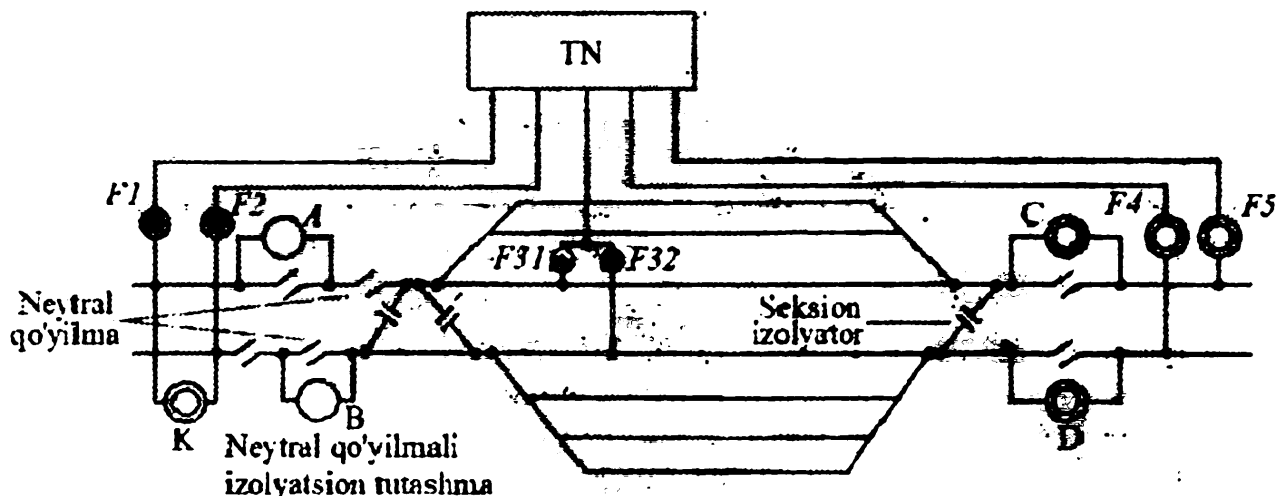 TN
F1
F2
A
F31
F32
C
F4
F5
Neytral
qo'yilma
Seksion
izolyator
K
B
D
Neytral qo'yilmali
izolyatsion tutashma